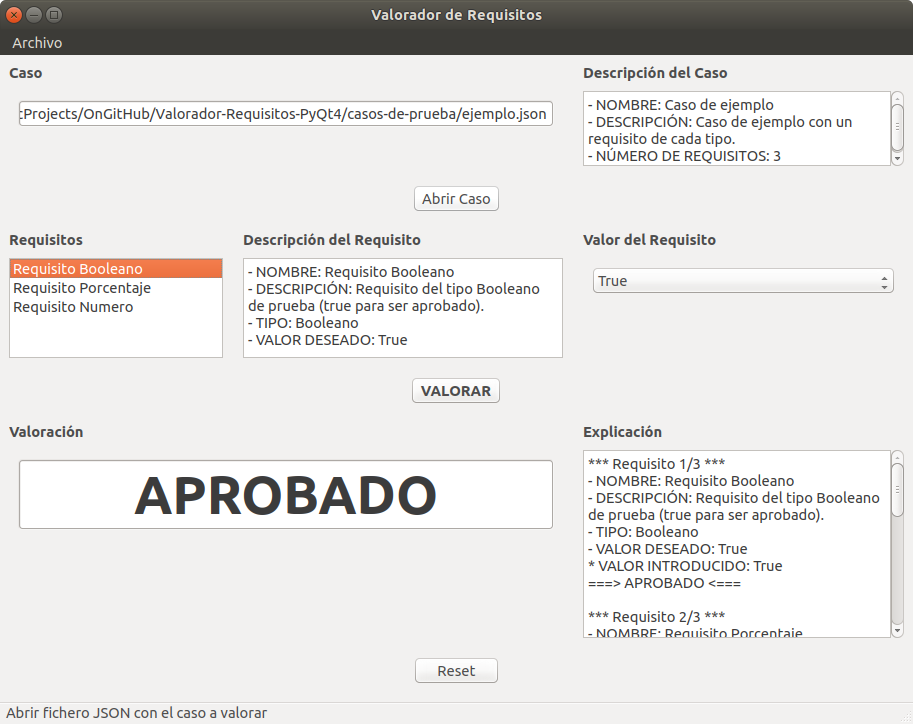 Valorador de Requisitos
Archivo
Caso
:Projects/OnGitHub/Valorador-Requisitos-PyQt4/casos-de-prueba/ejemplo.json
Descripción del Caso
- NOMBRE: Caso de ejemplo
- DESCRIPCIÓN: Caso de ejemplo con un
requisito de cada tipo.
- NÚMERO DE REQUISITOS: 3
Abrir Caso
Requisitos
Requisito Booleano
Requisito Porcentaje
Requisito Numero
Descripción del Requisito
- NOMBRE: Requisito Booleano
- DESCRIPCIÓN: Requisito del tipo Booleano
de prueba (true para ser aprobado).
- TIPO: Booleano
- VALOR DESEADO: True
Valor del Requisito
True
VALORAR
Valoración
APROBADO
Explicación
*** Requisito 1/3 ***
- NOMBRE: Requisito Booleano
- DESCRIPCIÓN: Requisito del tipo Booleano
de prueba (true para ser aprobado).
- TIPO: Booleano
- VALOR DESEADO: True
* VALOR INTRODUCIDO: True
===> APROBADO <===
*** Requisito 2/3 ***
- NOMBRE: Requisito Porcentaje
Reset
Abrir fichero JSON con el caso a valorar